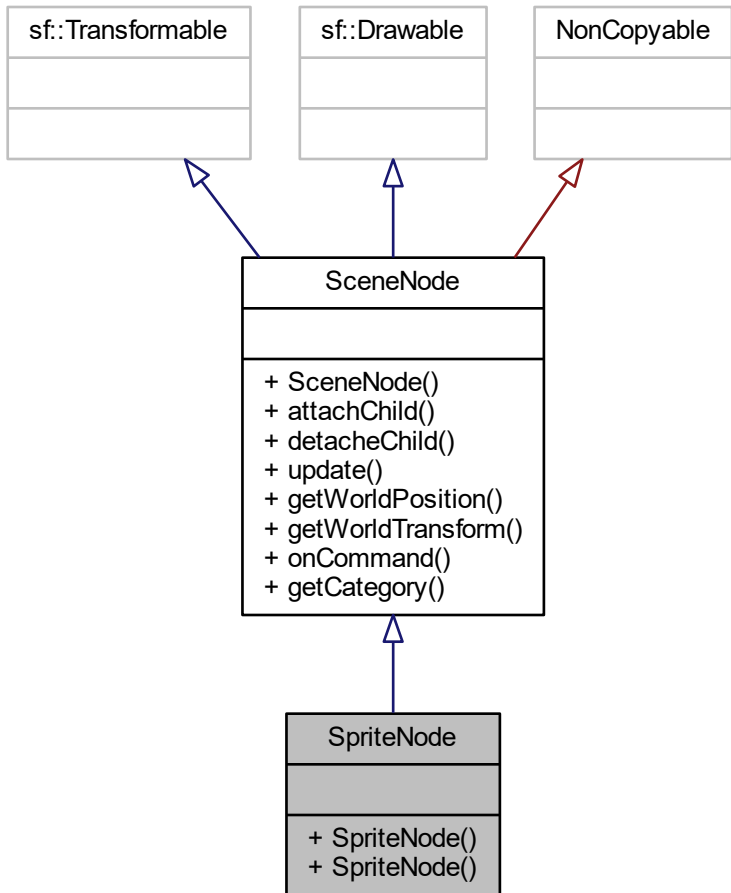 sf::Transformable
sf::Drawable
NonCopyable
SceneNode
+ SceneNode()
+ attachChild()
+ detacheChild()
+ update()
+ getWorldPosition()
+ getWorldTransform()
+ onCommand()
+ getCategory()
SpriteNode
+ SpriteNode()
+ SpriteNode()